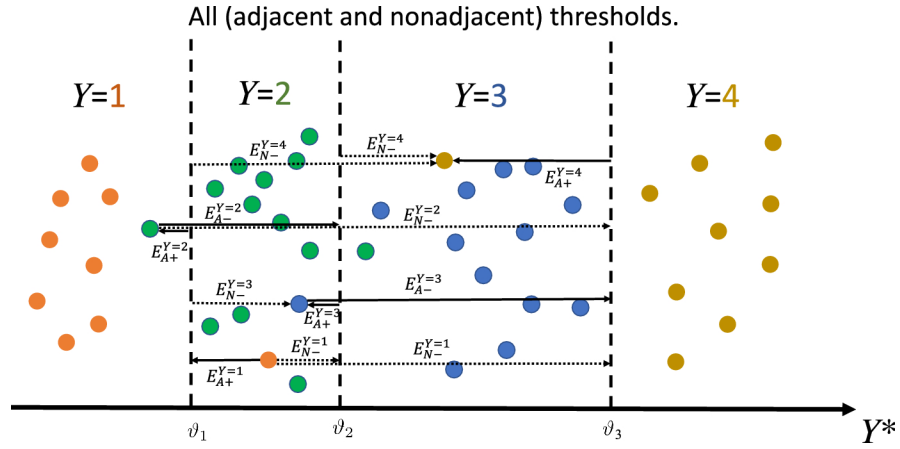 All (adjacent and nonadjacent) thresholds.
Y=1
Y=2
Y=3
Y=4
E_{N-}^{Y=4}
E_{N-}^{Y=4}
E_{A+}^{Y=4}
E_{A-}^{Y=2}
E_{N-}^{Y=2}
E_{A+}^{Y=2}
E_{N-}^{Y=3}
E_{A-}^{Y=3}
E_{A+}^{Y=3}
E_{N-}^{Y=1}
E_{N-}^{Y=1}
E_{A+}^{Y=1}
ϑ₁
ϑ₂
ϑ₃
Y*